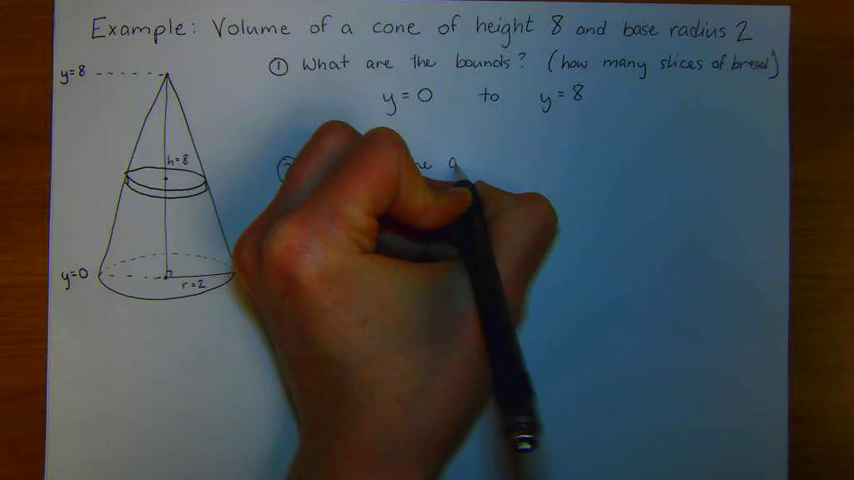 Example: Volume of a cone of height 8 and base radius 2
y=8
① What are the bounds? (how many slices of bread)
y=0 to y=8
h=8
②
y=0
r=2